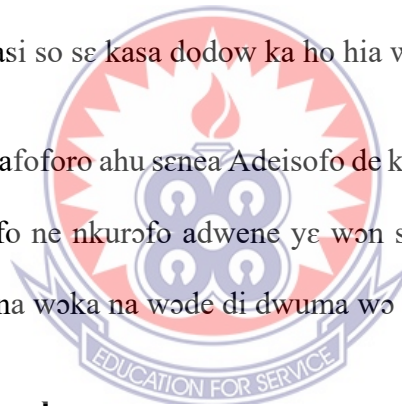 asi so sɛ kasa dodow ka ho hia w
afoforo ahu sɛnea Adeisofo de k
fo ne nkurɔfo adwene yɛ wɔn s
na wɔka na wɔde di dwuma wɔ
EDUCATION FOR SERVICE